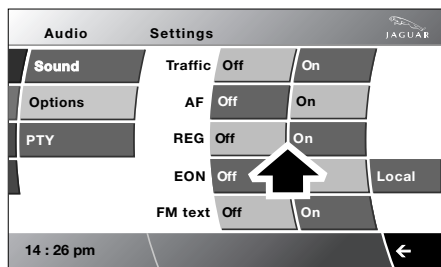 Audio Settings JAGUAR
Sound Traffic Off On
Options AF Off On
PTY REG Off On
EON Off Local
FM text Off On
14 : 26 pm